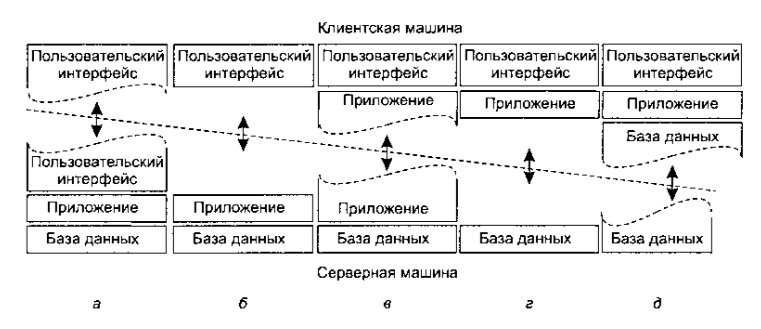 Клиентская машина
Пользовательский интерфейс
Пользовательский интерфейс
Пользовательский интерфейс
Пользовательский интерфейс
Пользовательский интерфейс
Приложение
Приложение
Приложение
База данных
Пользовательский интерфейс
Приложение
Приложение
Приложение
База данных
База данных
База данных
База данных
База данных
Серверная машина
а
б
в
г
д